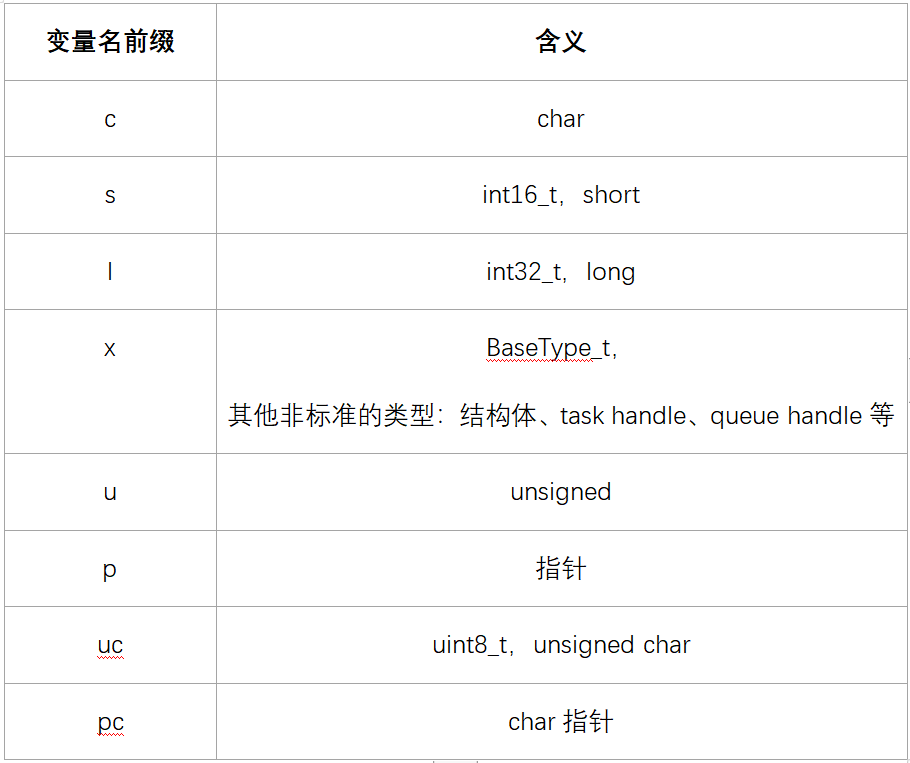 变量名前缀 含义
c char
s int16_t，short
l int32_t，long
x BaseType_t，
其他非标准的类型：结构体、task handle、queue handle 等
u unsigned
p 指针
uc uint8_t，unsigned char
pc char 指针